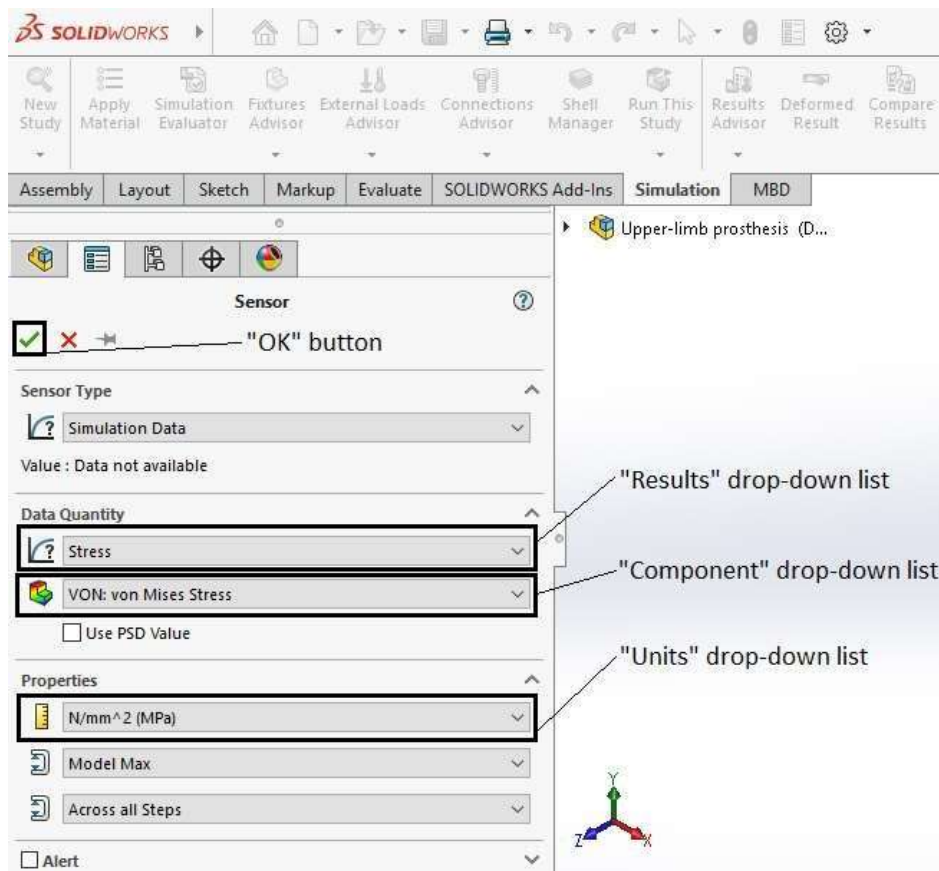 SOLIDWORKS
New Study
Apply Material
Simulation Evaluator
Fixtures Advisor
External Loads Advisor
Connections Advisor
Shell Manager
Run This Study
Results Advisor
Deformed Result
Compare Results
Assembly Layout Sketch Markup Evaluate SOLIDWORKS Add-Ins Simulation MBD
Upper-limb prosthesis (D...
Sensor
"OK" button
Sensor Type
Simulation Data
Value : Data not available
"Results" drop-down list
Data Quantity
Stress
"Component" drop-down list
VON: von Mises Stress
Use PSD Value
"Units" drop-down list
Properties
N/mm^2 (MPa)
Model Max
Across all Steps
Alert
Y
Z
X